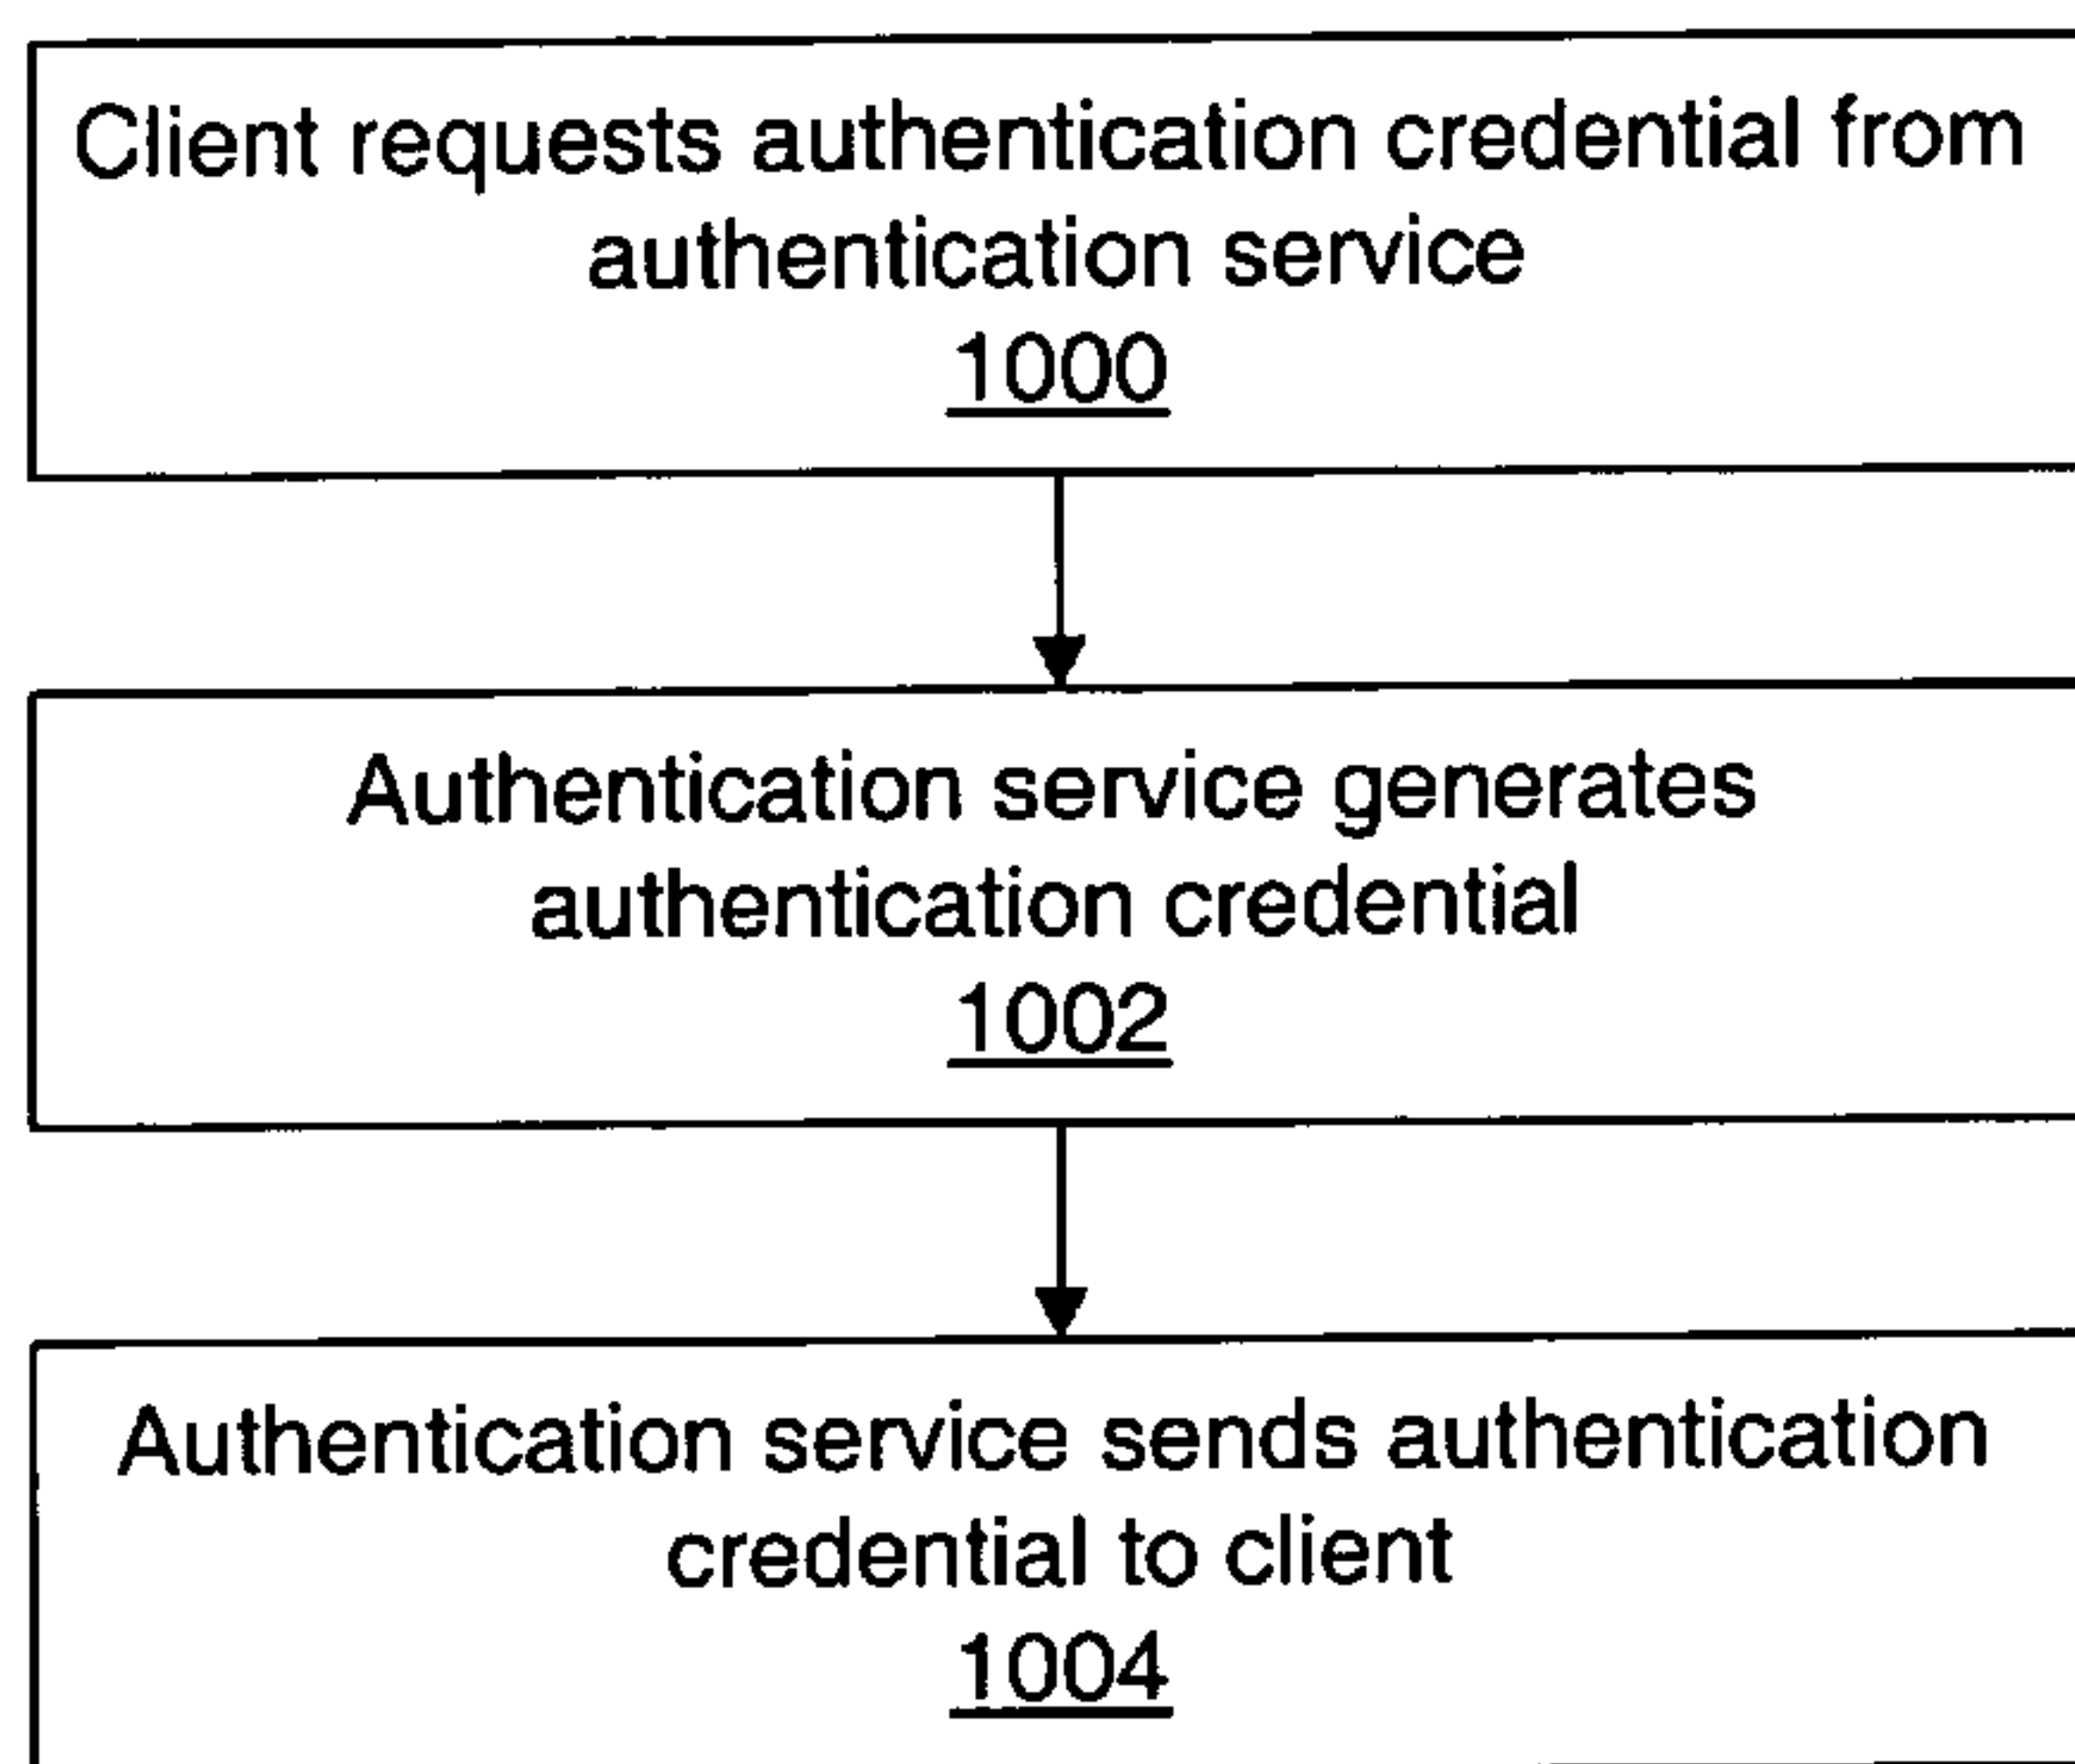 Client requests authentication credential from
authentication service
1000
Authentication service generates
authentication credential
1002
Authentication service sends authentication
credential to client
1004